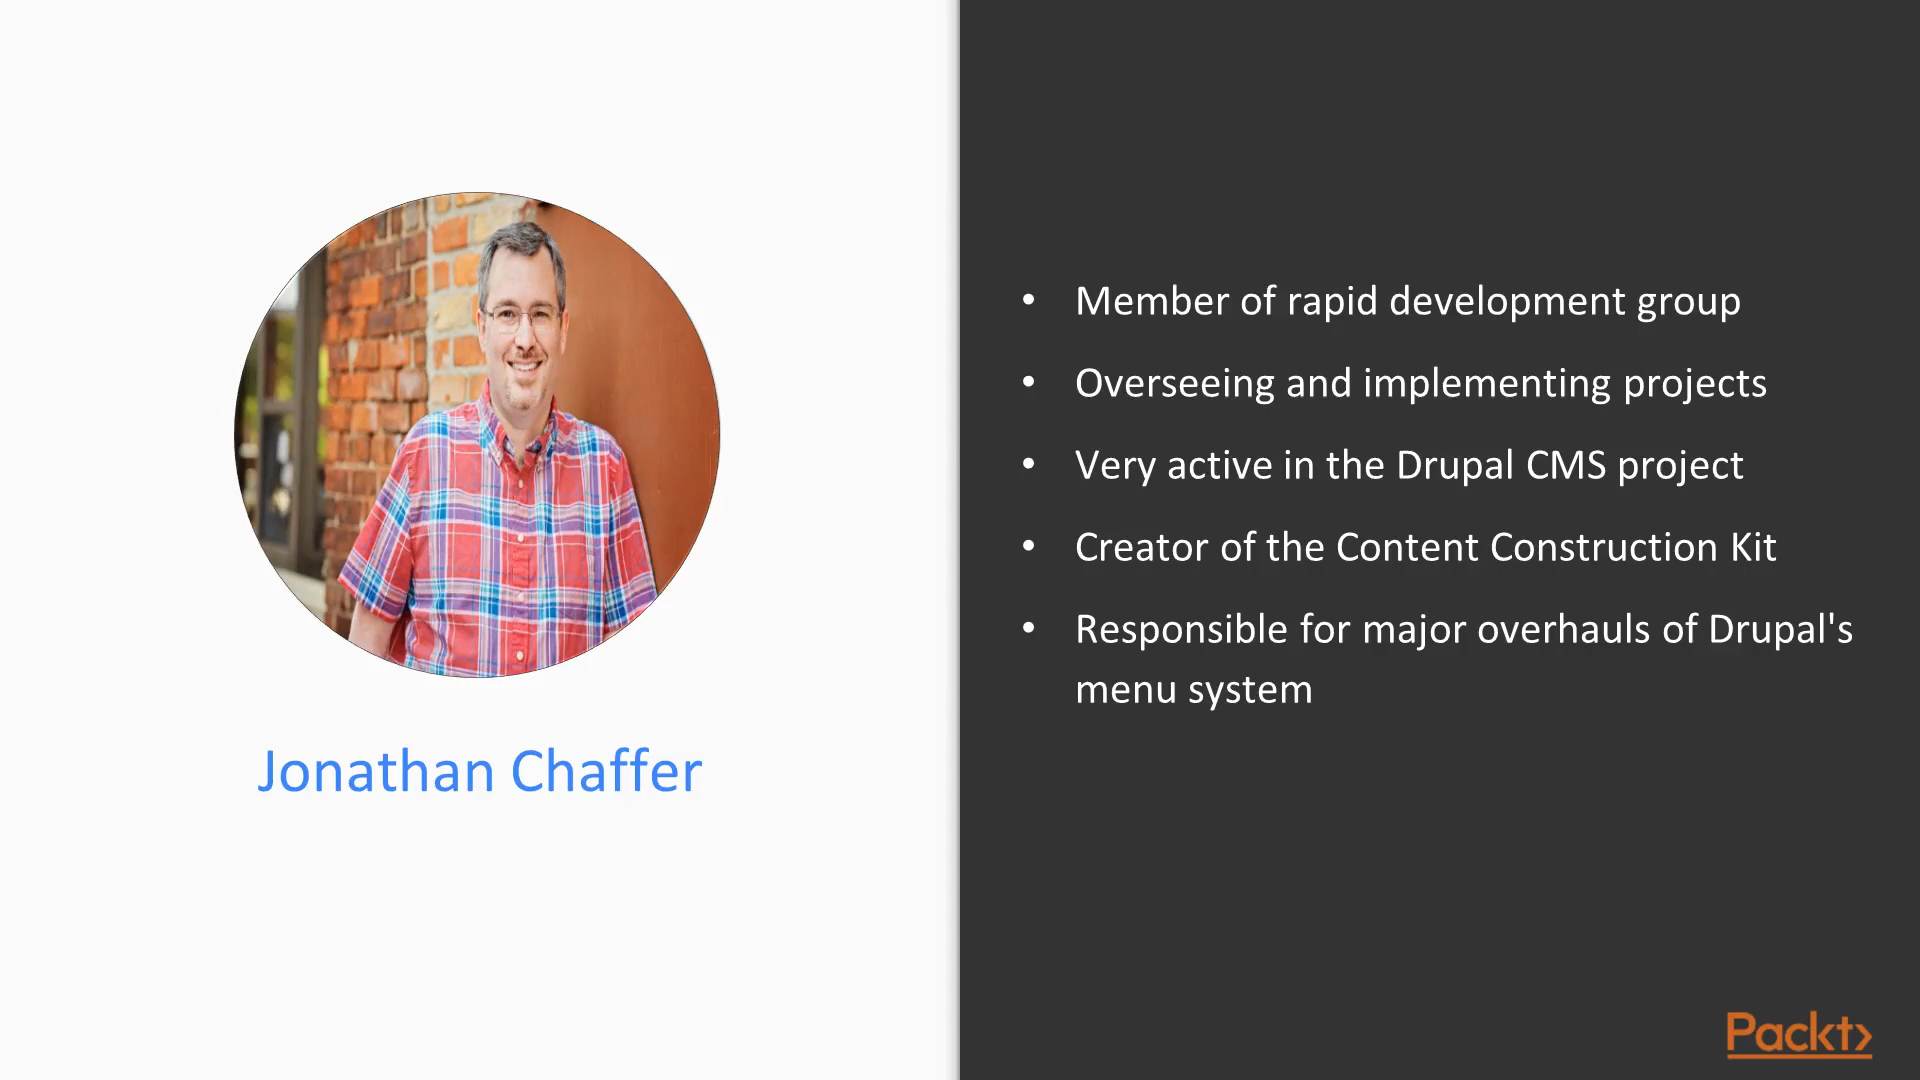 Jonathan Chaffer
• Member of rapid development group
• Overseeing and implementing projects
• Very active in the Drupal CMS project
• Creator of the Content Construction Kit
• Responsible for major overhauls of Drupal's
menu system
Packt>